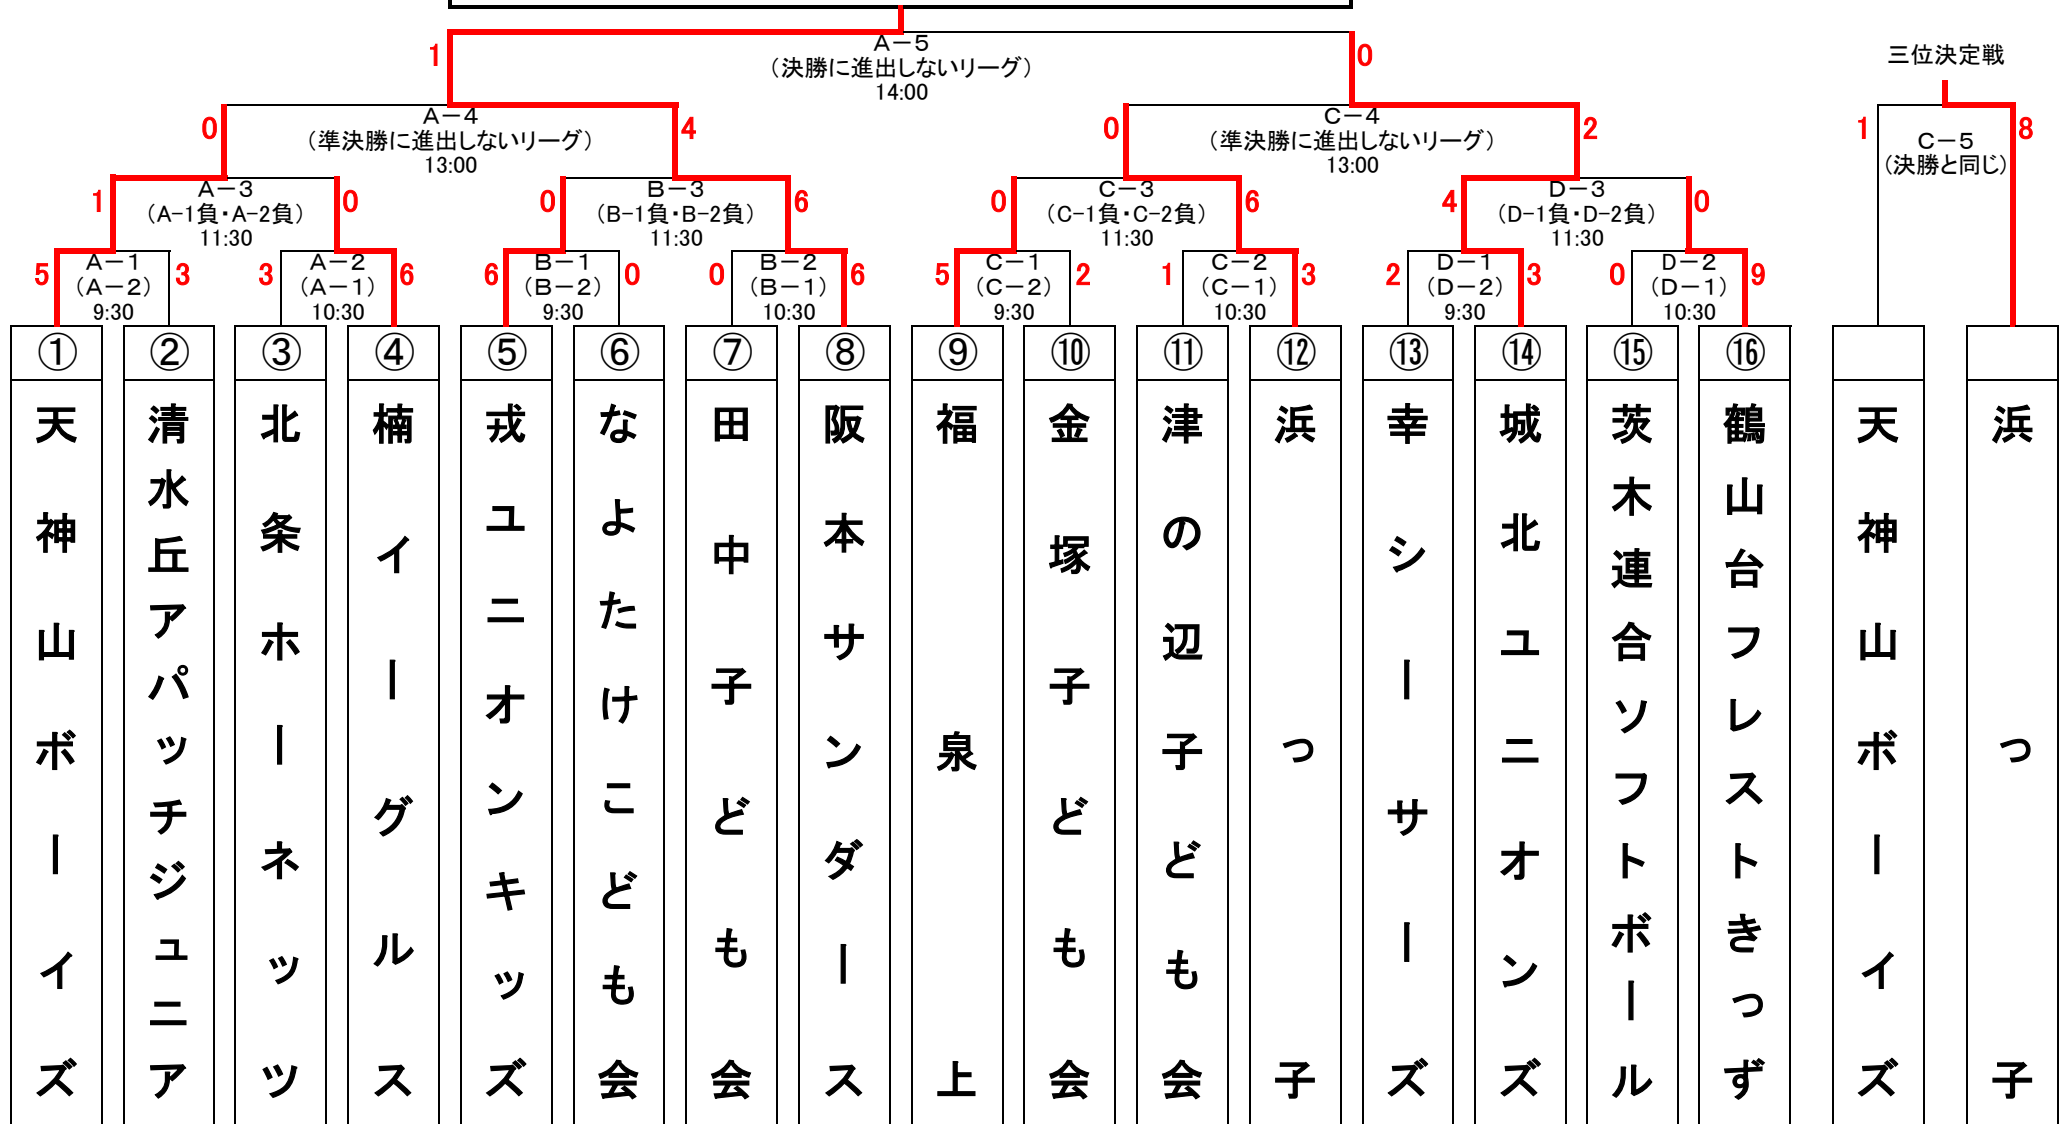 1
A－5
(決勝に進出しないリーグ)
14:00
0
三位決定戦
0
A－4
(準決勝に進出しないリーグ)
13:00
4
0
C－4
(準決勝に進出しないリーグ)
13:00
2
1
C－5
(決勝と同じ)
8
1
A－3
(A-1負・A-2負)
11:30
0
0
B－3
(B-1負・B-2負)
11:30
6
0
C－3
(C-1負・C-2負)
11:30
6
4
D－3
(D-1負・D-2負)
11:30
0
5
A－1
(A－2)
9:30
3
3
A－2
(A－1)
10:30
6
6
B－1
(B－2)
9:30
0
0
B－2
(B－1)
10:30
6
5
C－1
(C－2)
9:30
2
1
C－2
(C－1)
10:30
3
2
D－1
(D－2)
9:30
3
0
D－2
(D－1)
10:30
9
①
天神山ボーイズ
②
清水丘アパッチジュニア
③
北条ホーネッツ
④
楠イーグルス
⑤
戎ユニオンキッズ
⑥
なよたけこども会
⑦
田中子ども会
⑧
阪本サンダース
⑨
福泉上
⑩
金塚子ども会
⑪
津の辺子ども会
⑫
浜っ子
⑬
幸シーサーズ
⑭
城北ユニオンズ
⑮
茨木連合ソフトボール
⑯
鶴山台フレストきっず
天神山ボーイズ
浜っ子